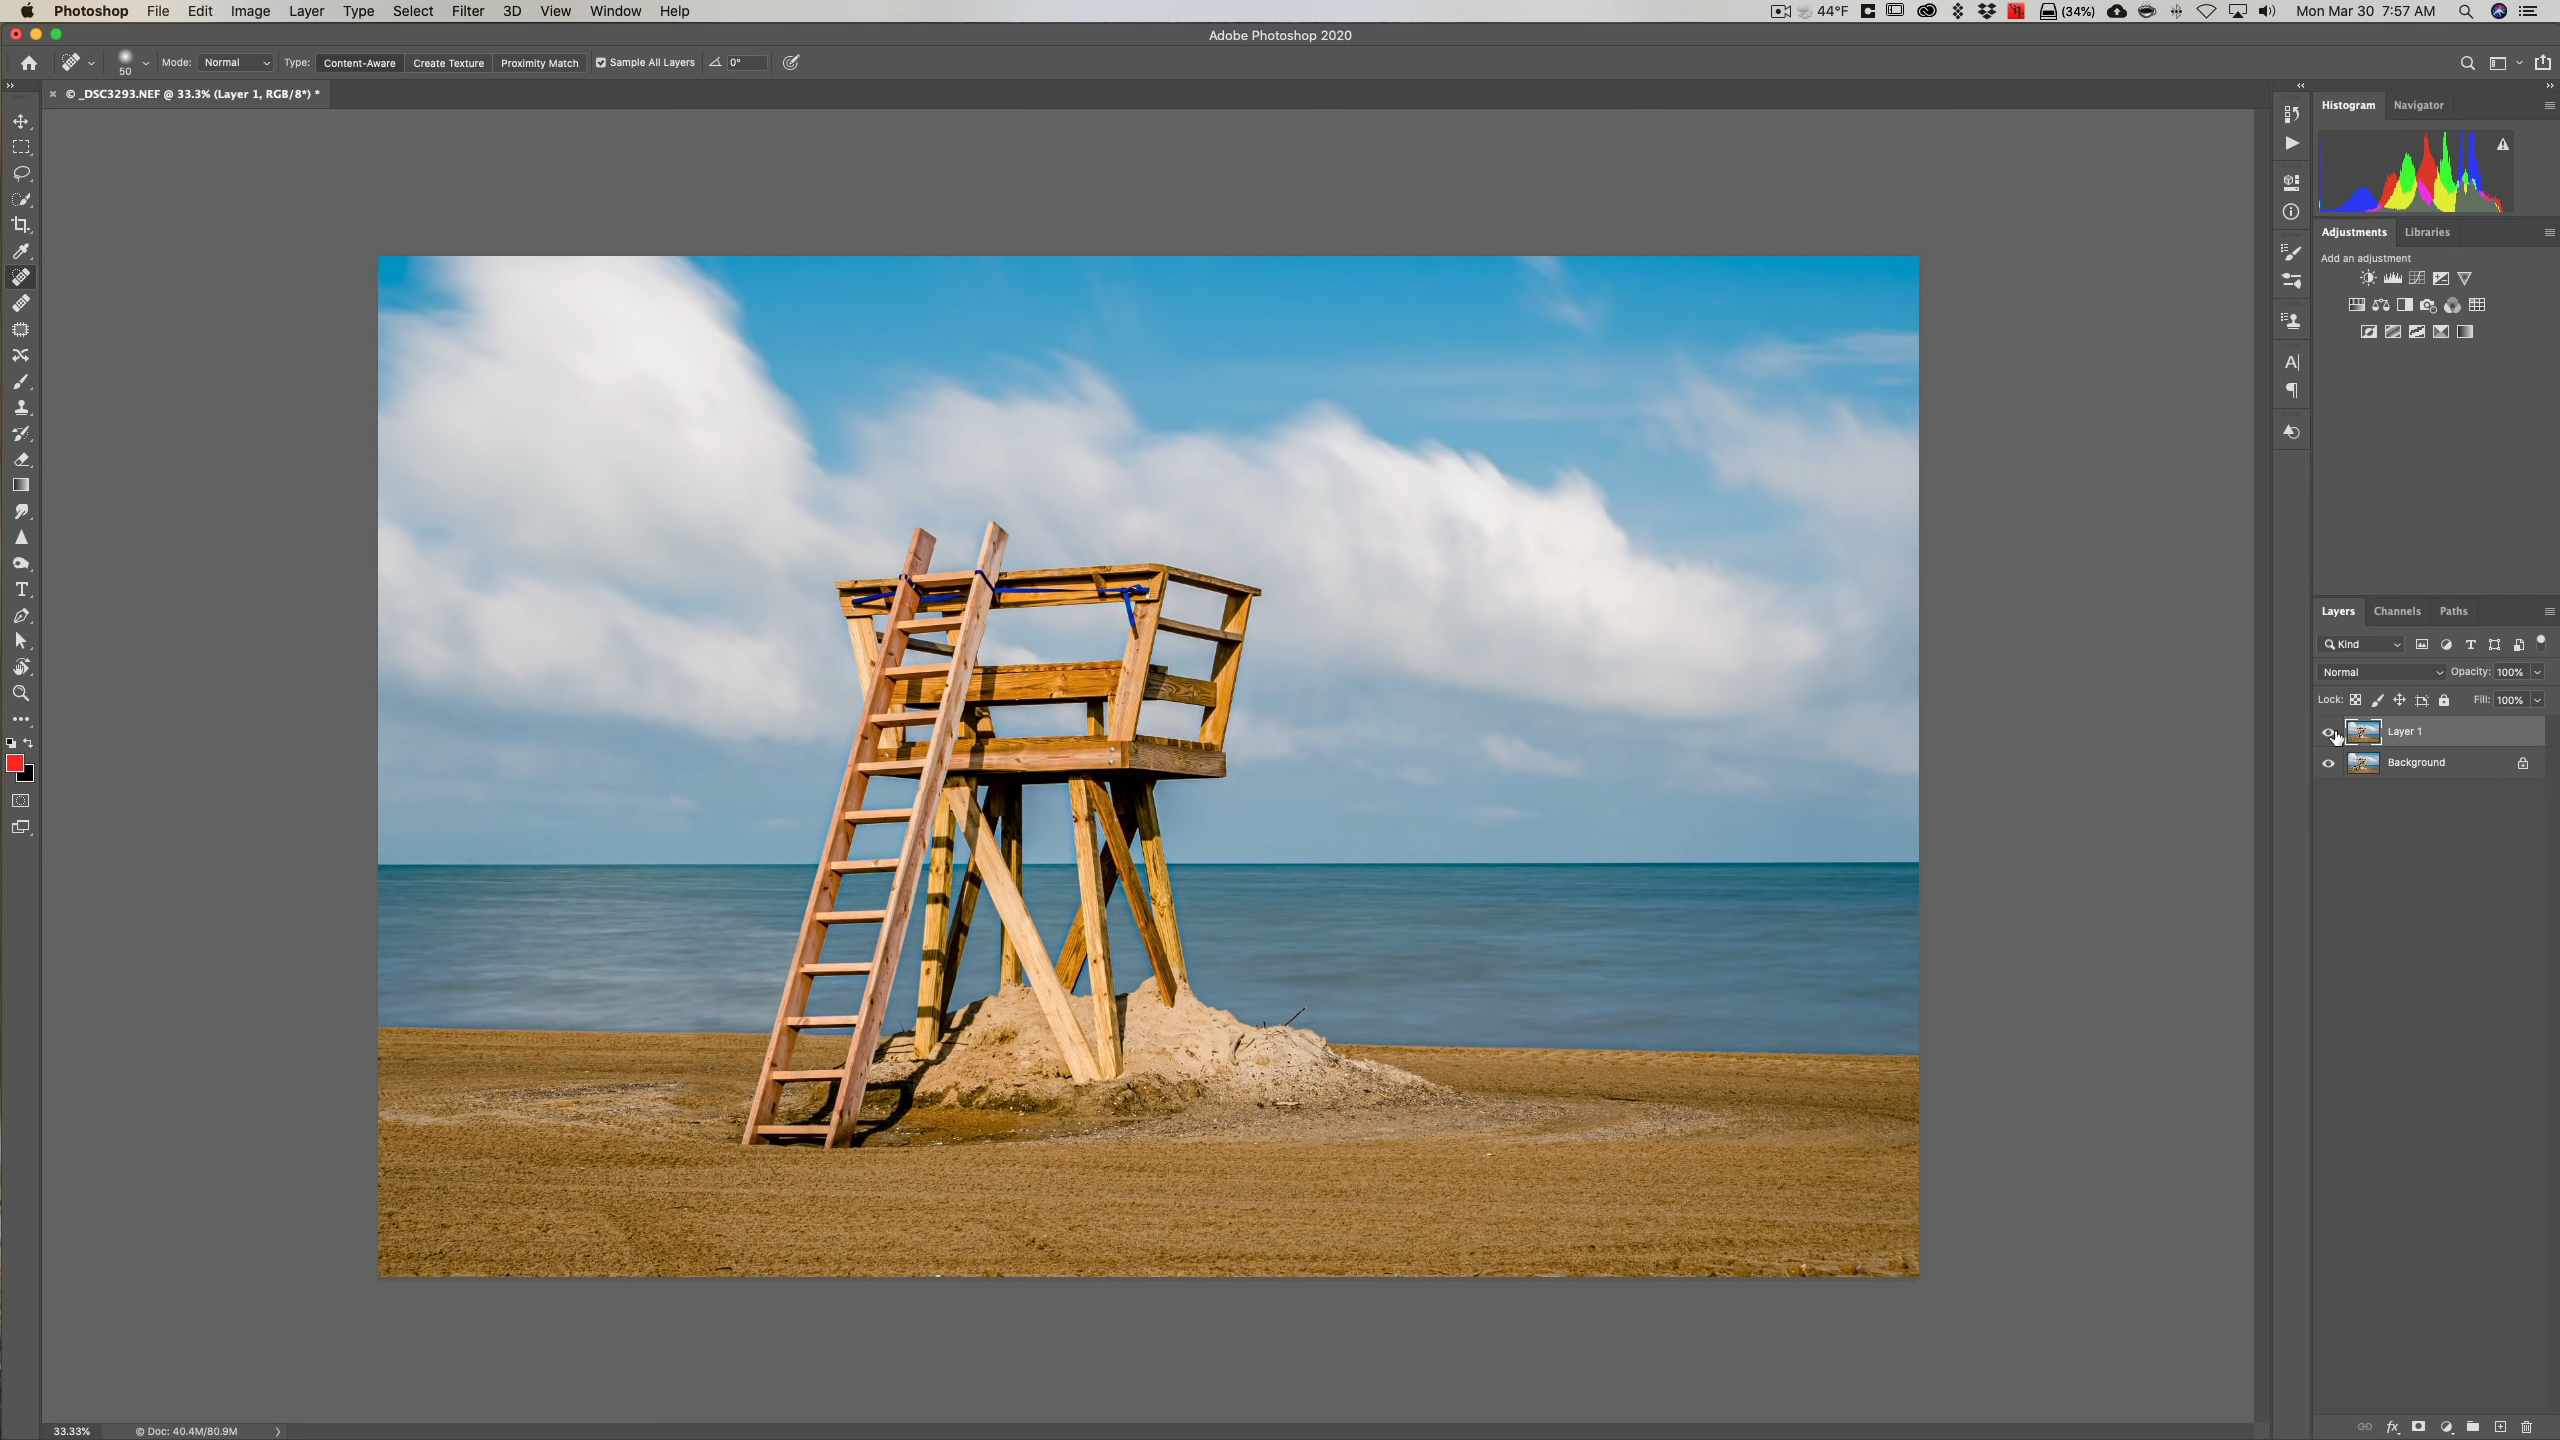 Photoshop File Edit Image Layer Type Select Filter 3D View Window Help 44°F (34%) Mon Mar 30 7:57 AM
Adobe Photoshop 2020
50 Mode: Normal Type: Content-Aware Create Texture Proximity Match Sample All Layers 0°
© _DSC3293.NEF @ 33.3% (Layer 1, RGB/8*) *
Histogram Navigator
Adjustments Libraries
Add an adjustment
Layers Channels Paths
Kind
Normal Opacity: 100%
Lock: Fill: 100%
Layer 1
Background
33.33% © Doc: 40.4M/80.9M